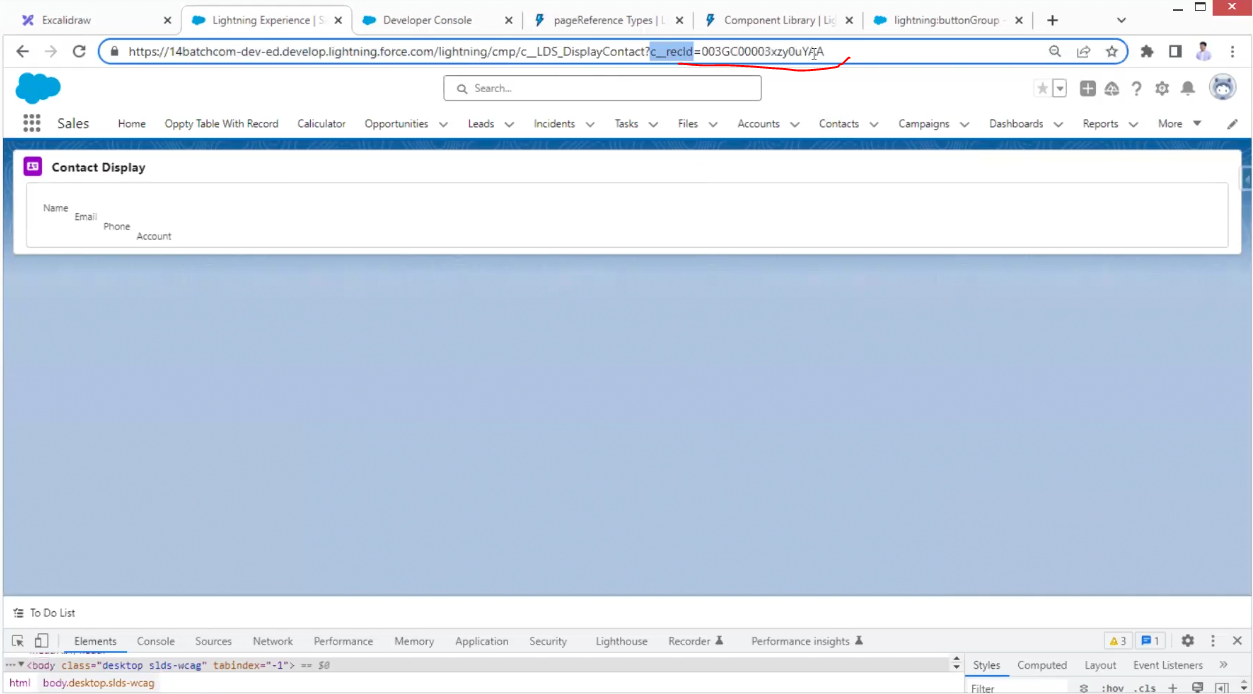 Excalidraw
Lightning Experience | S
Developer Console
pageReference Types | L
Component Library | Lig
lightning:buttonGroup -
https://14batchcom-dev-ed.develop.lightning.force.com/lightning/cmp/c__LDS_DisplayContact?c__recId=003GC00003xzy0uYAA
Search...
Sales
Home
Oppty Table With Record
Calculator
Opportunities
Leads
Incidents
Tasks
Files
Accounts
Contacts
Campaigns
Dashboards
Reports
More
Contact Display
Name
Email
Phone
Account
To Do List
Elements
Console
Sources
Network
Performance
Memory
Application
Security
Lighthouse
Recorder
Performance insights
3
1
<body class="desktop slds-wcag" tabindex="-1"> == $0
Styles
Computed
Layout
Event Listeners
html
body.desktop.slds-wcag
Filter
:hov
.cls